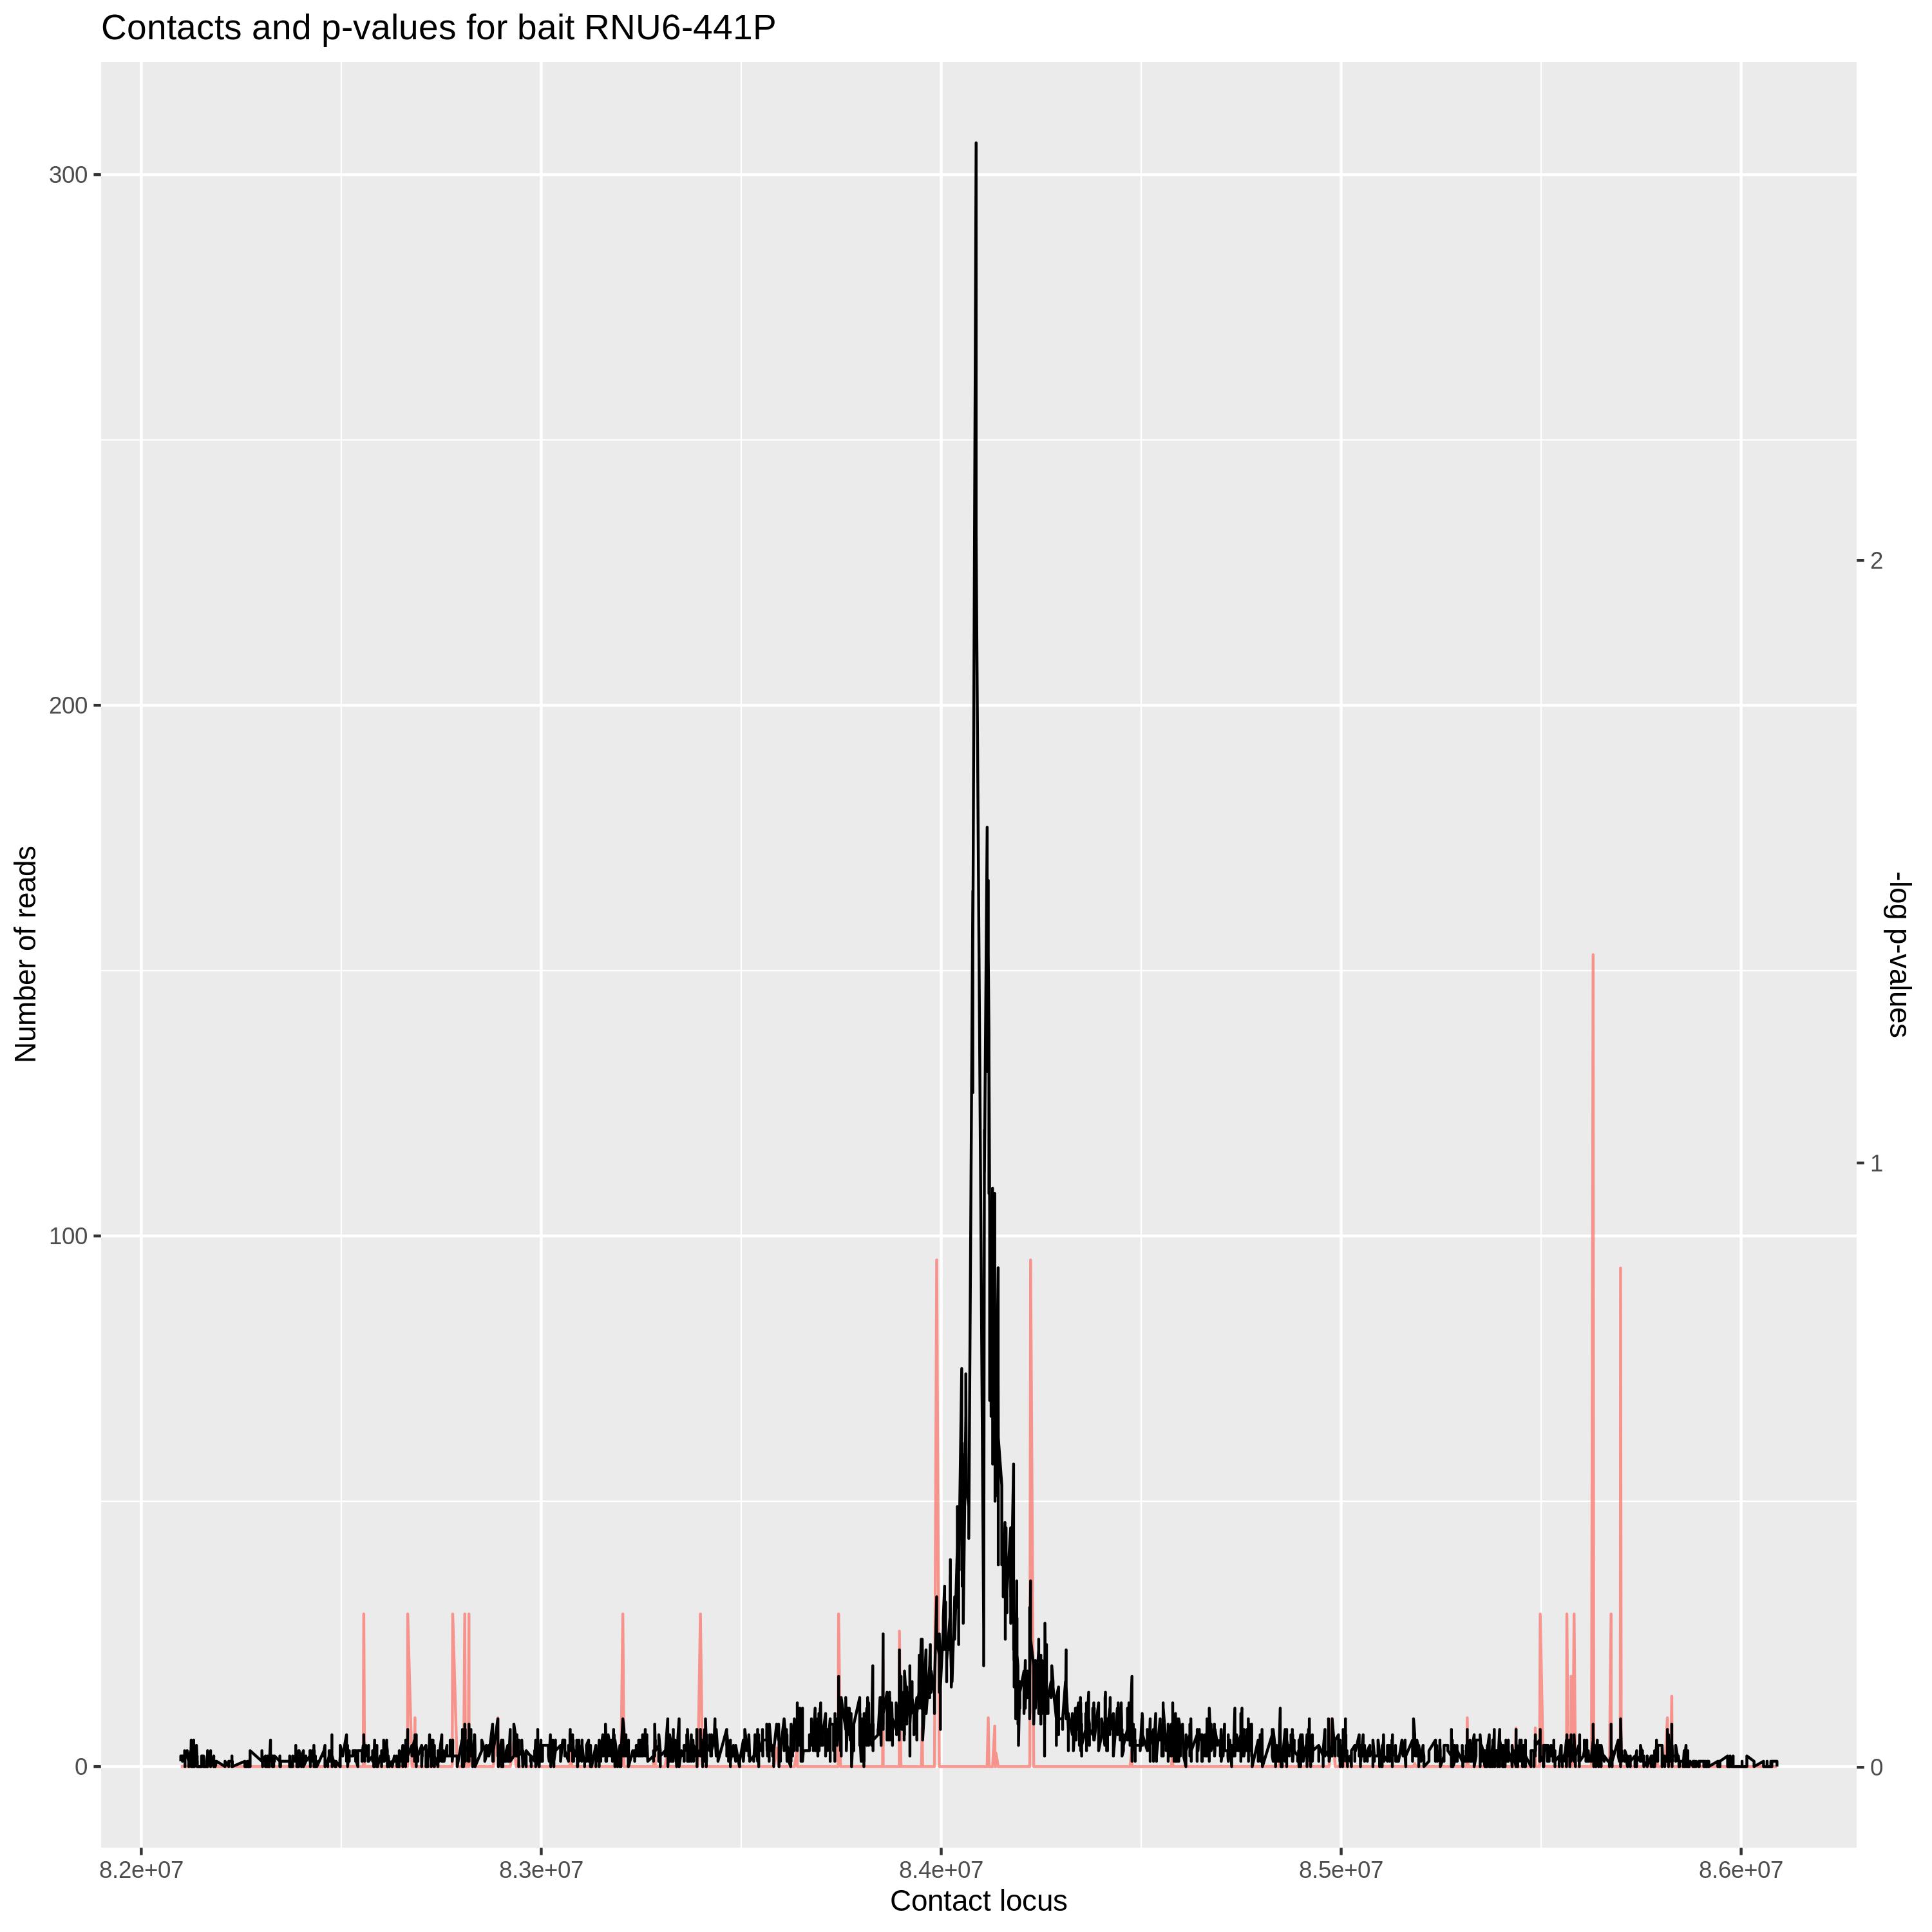 Contacts and p-values for bait RNU6-441P
300
200
100
0
2
1
0
Number of reads
-log p-values
8.2e+07 8.3e+07 8.4e+07 8.5e+07 8.6e+07
Contact locus